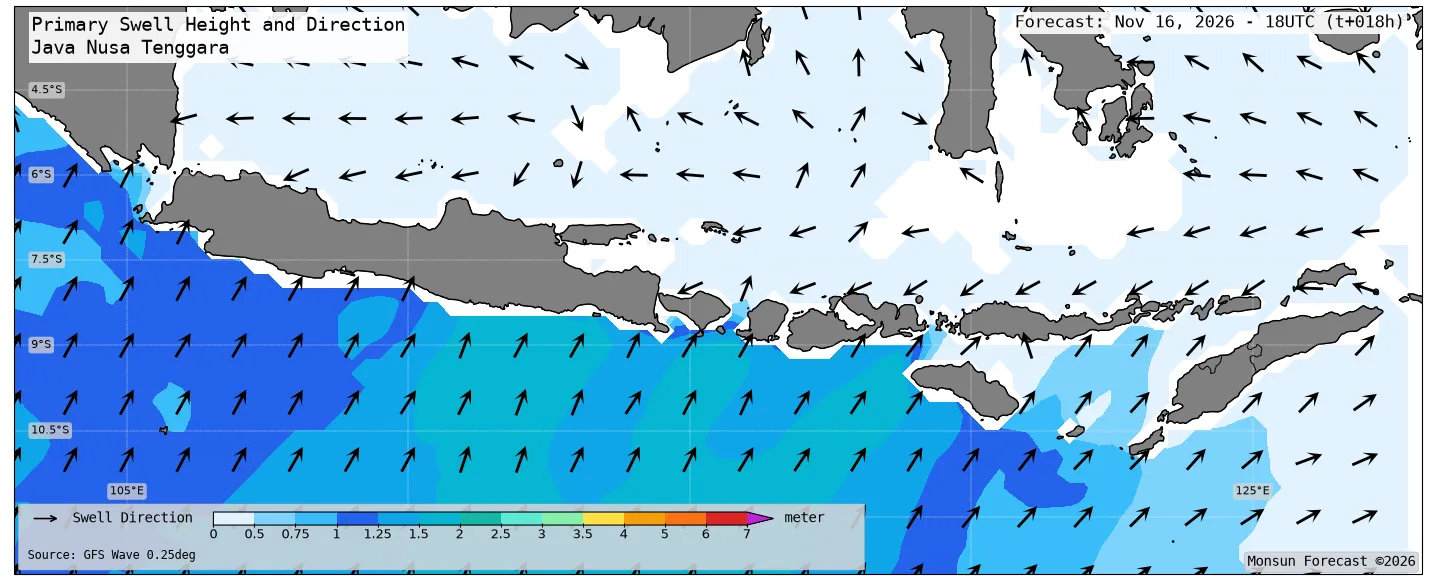 Primary Swell Height and Direction
Java Nusa Tenggara
Forecast: Nov 16, 2026 - 18UTC (t+018h)
4.5°S
6°S
7.5°S
9°S
10.5°S
105°E
125°E
Swell Direction
0 0.5 0.75 1 1.25 1.5 2 2.5 3 3.5 4 5 6 7
meter
Source: GFS Wave 0.25deg
Monsun Forecast ©2026